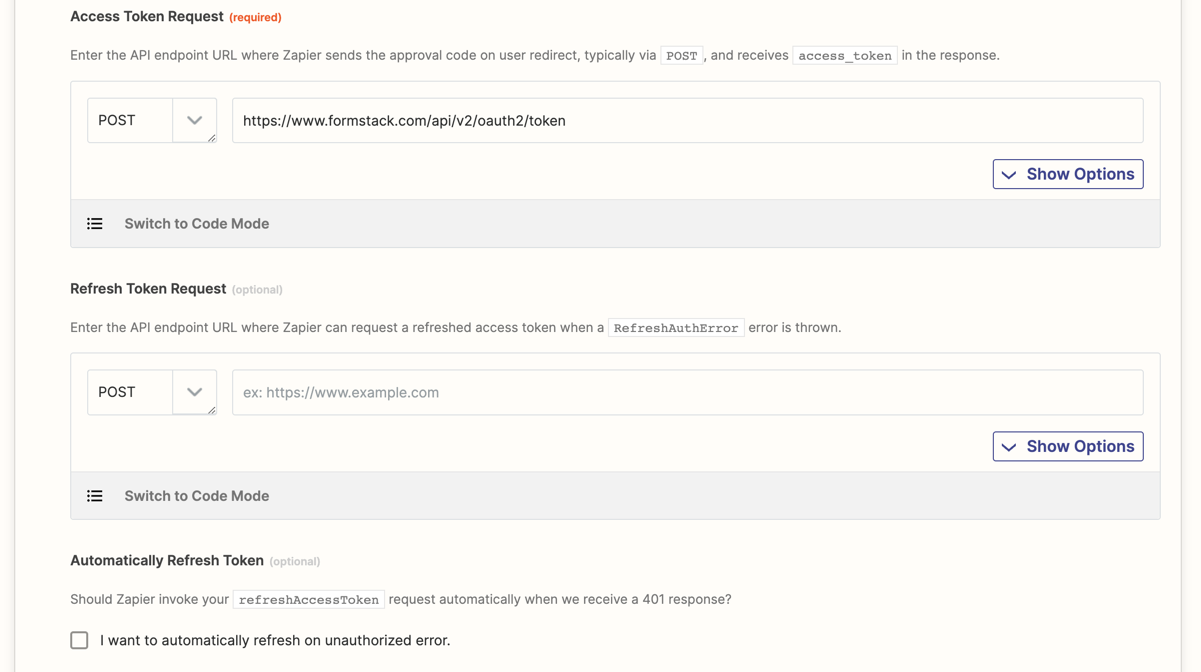 Access Token Request (required)
Enter the API endpoint URL where Zapier sends the approval code on user redirect, typically via POST, and receives access_token in the response.
POST
https://www.formstack.com/api/v2/oauth2/token
Show Options
Switch to Code Mode
Refresh Token Request (optional)
Enter the API endpoint URL where Zapier can request a refreshed access token when a RefreshAuthError error is thrown.
POST
ex: https://www.example.com
Show Options
Switch to Code Mode
Automatically Refresh Token (optional)
Should Zapier invoke your refreshAccessToken request automatically when we receive a 401 response?
I want to automatically refresh on unauthorized error.